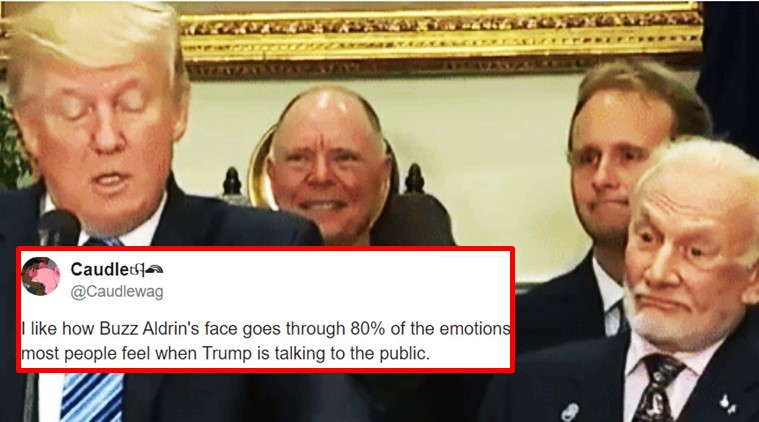 Caudle
@Caudlewag
I like how Buzz Aldrin's face goes through 80% of the emotions
most people feel when Trump is talking to the public.